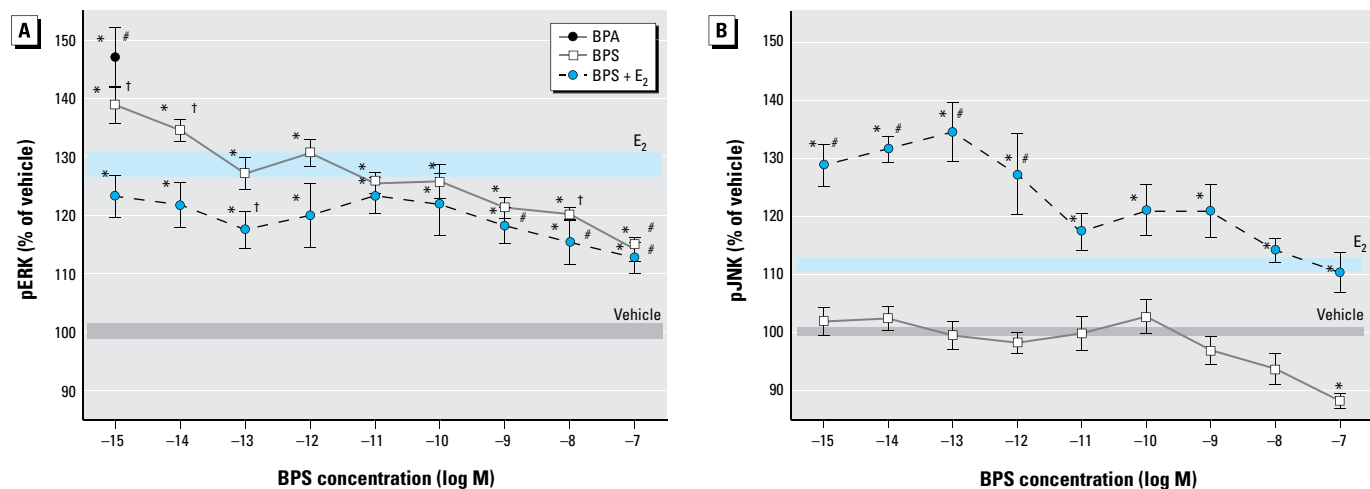 A
150
140
130
120
110
100
90
pERK (% of vehicle)
BPA
BPS
BPS + E2
E2
Vehicle
* #
* †
* †
*
*
*
*
*
* †
*
*
*
*
*
*
* #
* †
* #
* #
* #
–15 –14 –13 –12 –11 –10 –9 –8 –7
BPS concentration (log M)
B
150
140
130
120
110
100
90
pJNK (% of vehicle)
* #
* #
* #
* #
*
*
*
*
*
*
E2
Vehicle
–15 –14 –13 –12 –11 –10 –9 –8 –7
BPS concentration (log M)